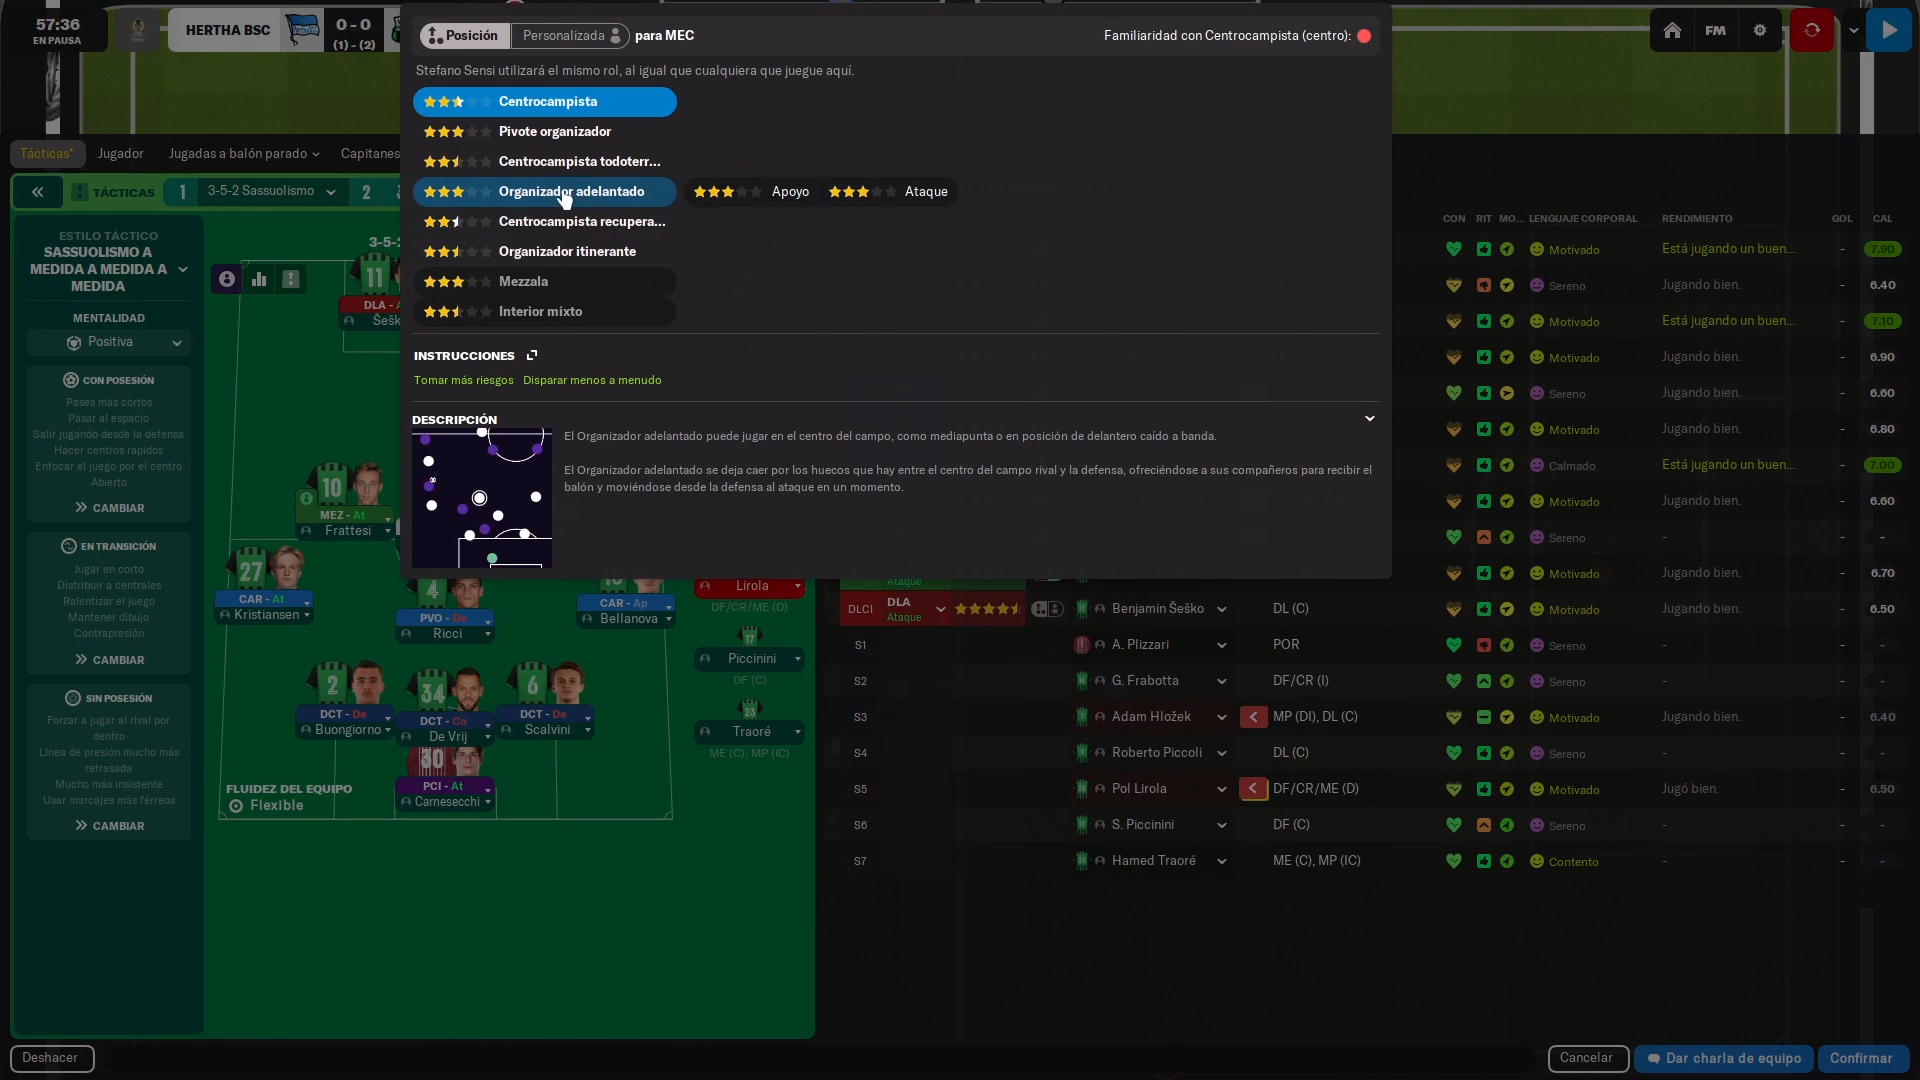 57:36
EN PAUSA
HERTHA BSC
0 - 0
(1) - (2)
Posición
Personalizada
para MEC
Familiaridad con Centrocampista (centro):
FM
Stefano Sensi utilizará el mismo rol, al igual que cualquiera que juegue aquí.
Centrocampista
Pivote organizador
Centrocampista todoterr...
Organizador adelantado
Apoyo
Ataque
Centrocampista recupera...
Organizador itinerante
Mezzala
Interior mixto
INSTRUCCIONES
Tomar más riesgos
Disparar menos a menudo
DESCRIPCIÓN
El Organizador adelantado puede jugar en el centro del campo, como mediapunta o en posición de delantero caído a banda.
El Organizador adelantado se deja caer por los huecos que hay entre el centro del campo rival y la defensa, ofreciéndose a sus compañeros para recibir el
balón y moviéndose desde la defensa al ataque en un momento.
Tácticas*
Jugador
Jugadas a balón parado
Capitanes
TÁCTICAS
1
3-5-2 Sassuolismo
2
3
ESTILO TÁCTICO
SASSUOLISMO A
MEDIDA A MEDIDA A
MEDIDA
MENTALIDAD
Positiva
CON POSESIÓN
Pases más cortos
Pasar al espacio
Salir jugando desde la defensa
Hacer centros rápidos
Enfocar el juego por el centro
Abierto
CAMBIAR
EN TRANSICIÓN
Jugar en corto
Distribuir a centrales
Ralentizar el juego
Mantener dibujo
Contrapresión
CAMBIAR
SIN POSESIÓN
Forzar a jugar al rival por
dentro
Línea de presión mucho más
retrasada
Mucho más insistente
Usar marcajes más férreos
CAMBIAR
3-5-2
11
DLA - A
Šešk
10
MEZ - At
Frattesi
27
CAR - At
Kristiansen
4
PVO - De
Ricci
CAR - Ap
Bellanova
2
DCT - De
Buongiorno
34
DCT - Co
De Vrij
6
DCT - De
Scalvini
30
PCI - At
Carnesecchi
FLUIDEZ DEL EQUIPO
Flexible
Lirola
DF/CR/ME (D)
17
Piccinini
DF (C)
23
Traoré
ME (C), MP (IC)
CON
RIT
MO...
LENGUAJE CORPORAL
RENDIMIENTO
GOL
CAL
Motivado
Está jugando un buen...
-
7.90
Sereno
Jugando bien.
-
6.40
Motivado
Está jugando un buen...
-
7.10
Motivado
Jugando bien.
-
6.90
Sereno
Jugando bien.
-
6.60
Motivado
Jugando bien.
-
6.80
Calmado
Está jugando un buen...
-
7.00
Motivado
Jugando bien.
-
6.60
Sereno
-
-
-
Ataque
Motivado
Jugando bien.
-
6.70
DLCI
DLA
Ataque
Benjamin Šeško
DL (C)
Motivado
Jugando bien.
-
6.50
S1
A. Plizzari
POR
Sereno
-
-
-
S2
G. Frabotta
DF/CR (I)
Sereno
-
-
-
S3
Adam Hložek
MP (DI), DL (C)
Motivado
Jugando bien.
-
6.40
S4
Roberto Piccoli
DL (C)
Sereno
-
-
-
S5
Pol Lirola
DF/CR/ME (D)
Motivado
Jugó bien.
-
6.50
S6
S. Piccinini
DF (C)
Sereno
-
-
-
S7
Hamed Traoré
ME (C), MP (IC)
Contento
-
-
-
Deshacer
Cancelar
Dar charla de equipo
Confirmar